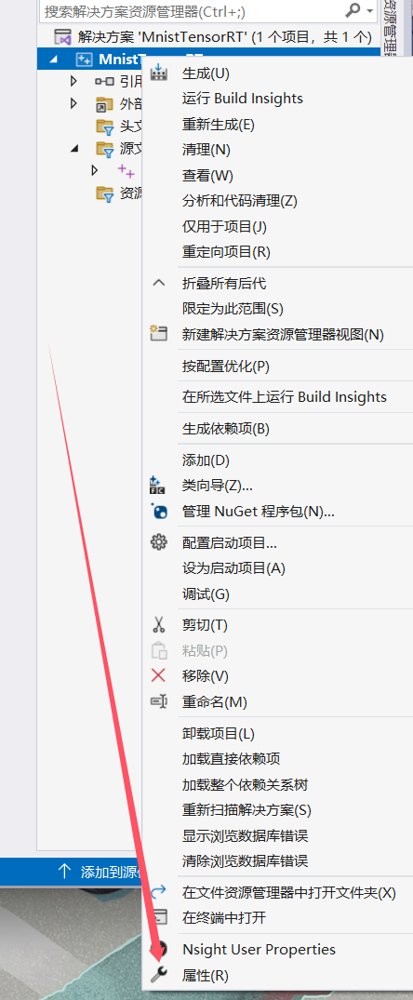 搜索解决方案资源管理器(Ctrl+;)
解决方案 'MnistTensorRT' (1 个项目，共 1 个)
引用
外部
头文
源文
资源
生成(U)
运行 Build Insights
重新生成(E)
清理(N)
查看(W)
分析和代码清理(Z)
仅用于项目(J)
重定向项目(R)
折叠所有后代
限定为此范围(S)
新建解决方案资源管理器视图(N)
按配置优化(P)
在所选文件上运行 Build Insights
生成依赖项(B)
添加(D)
类向导(Z)...
管理 NuGet 程序包(N)...
配置启动项目...
设为启动项目(A)
调试(G)
剪切(T)
粘贴(P)
移除(V)
重命名(M)
卸载项目(L)
加载直接依赖项
加载整个依赖关系树
重新扫描解决方案(S)
显示浏览数据库错误
清除浏览数据库错误
在文件资源管理器中打开文件夹(X)
在终端中打开
Nsight User Properties
属性(R)
添加到源
资源管理器